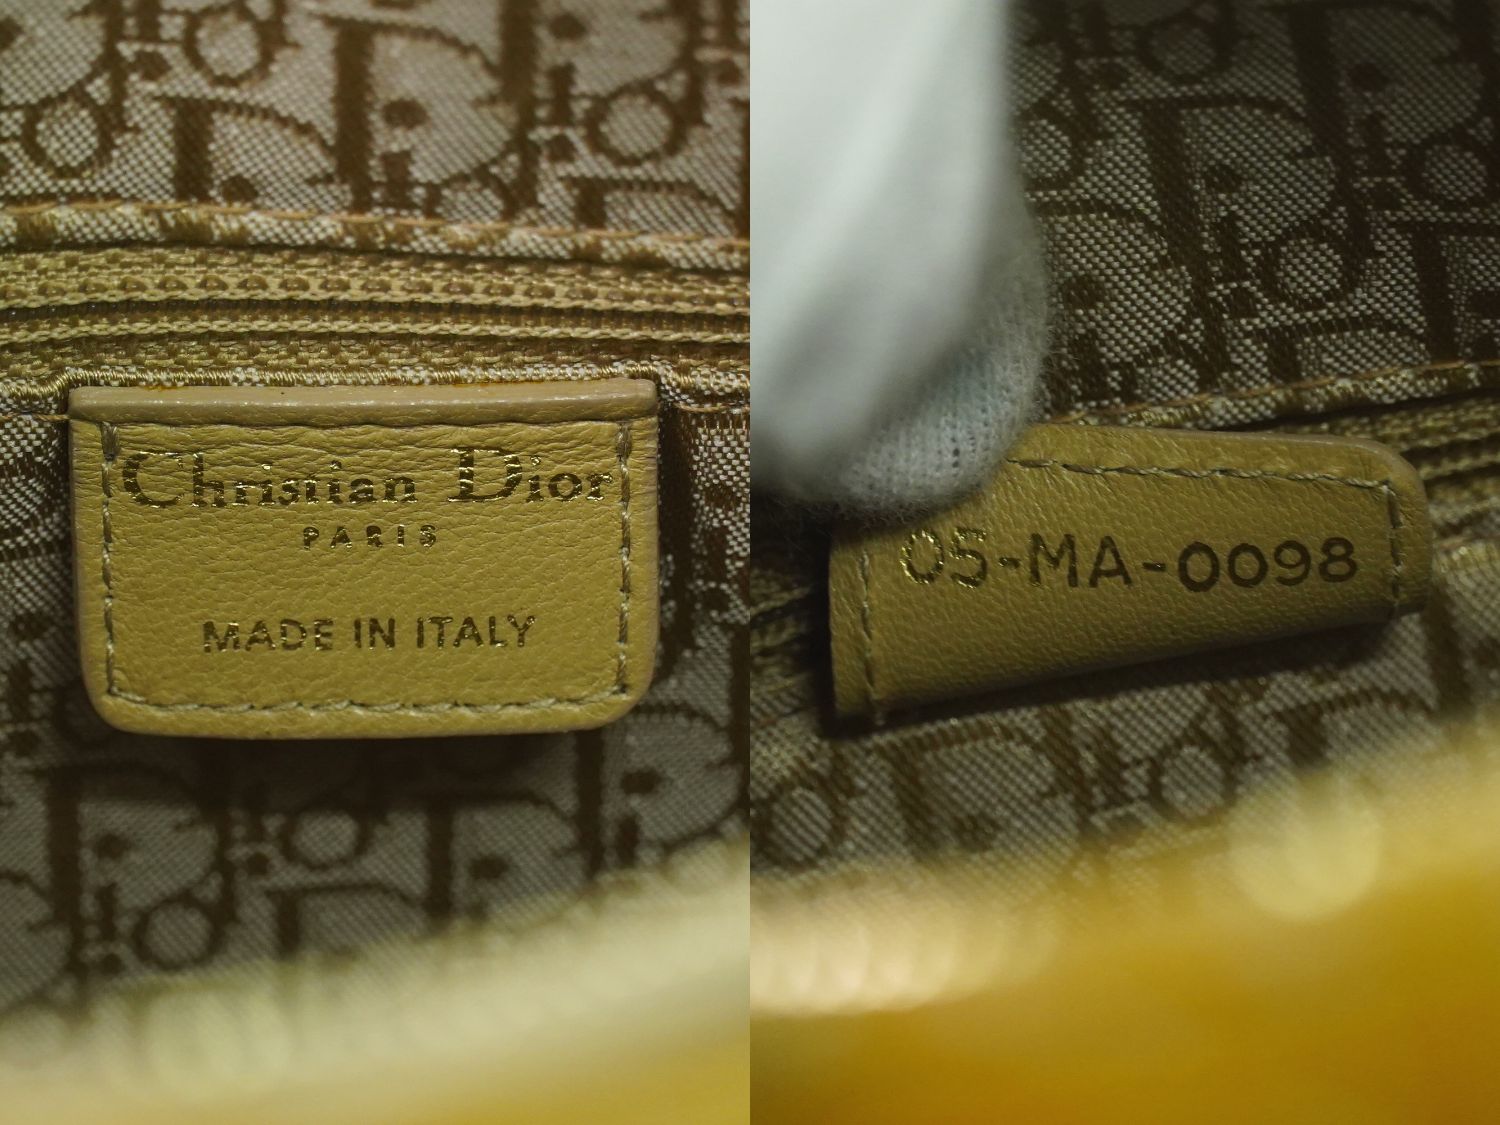 Christian Dior
PARIS
MADE IN ITALY
05-MA-0098